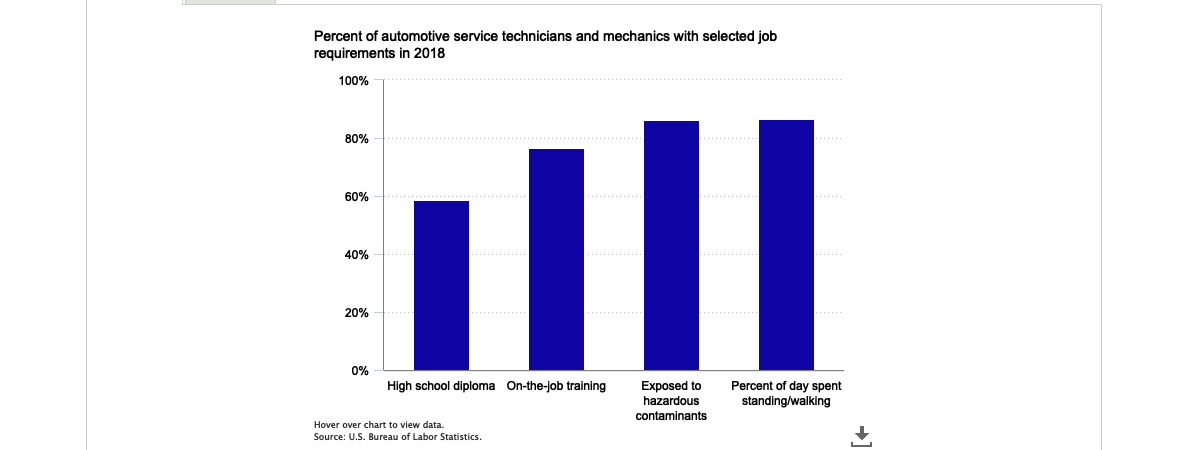 Percent of automotive service technicians and mechanics with selected job
requirements in 2018
100%
80%
60%
40%
20%
0%
High school diploma
On-the-job training
Exposed to
hazardous
contaminants
Percent of day spent
standing/walking
Hover over chart to view data.
Source: U.S. Bureau of Labor Statistics.